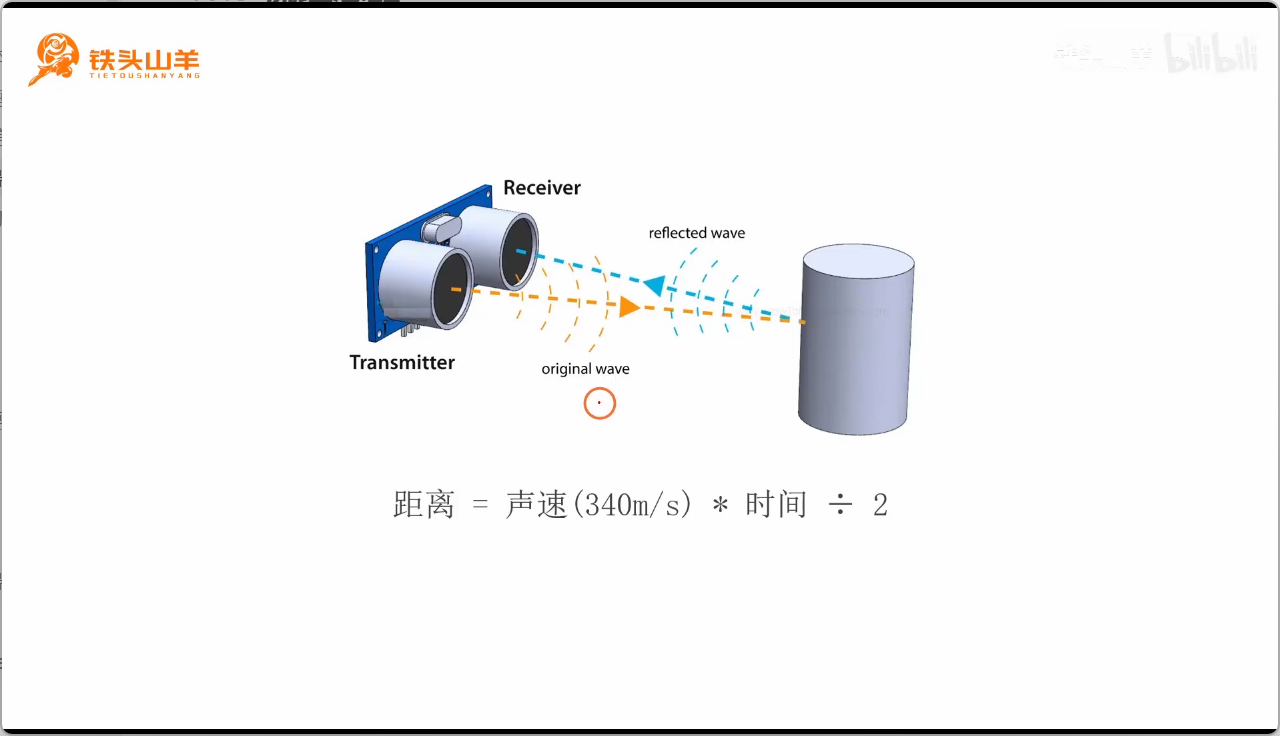 铁头山羊
TIETOUSHANYANG
bilibili
Receiver
reflected wave
Transmitter
original wave
距离 = 声速(340m/s) * 时间 ÷ 2